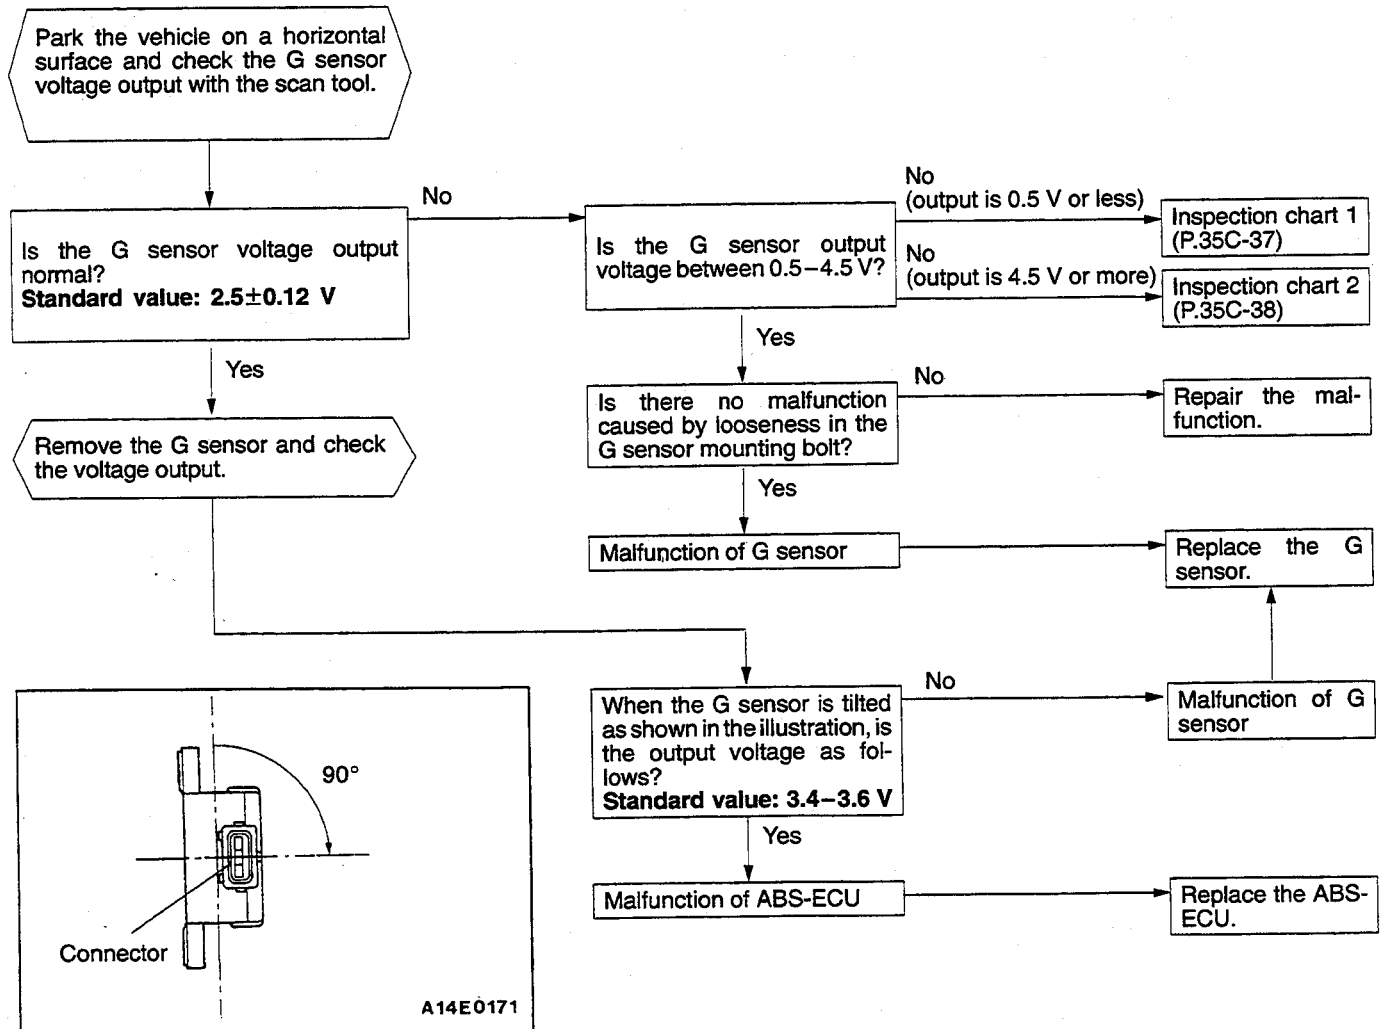 Park the vehicle on a horizontal
surface and check the G sensor
voltage output with the scan tool.
No
Is the G sensor voltage output
normal?
Standard value: 2.5±0.12 V
Is the G sensor output
voltage between 0.5–4.5 V?
No
(output is 0.5 V or less)
Inspection chart 1
(P.35C-37)
No
(output is 4.5 V or more)
Inspection chart 2
(P.35C-38)
Yes
Yes
Remove the G sensor and check
the voltage output.
Is there no malfunction
caused by looseness in the
G sensor mounting bolt?
No
Repair the mal-
function.
Yes
Malfunction of G sensor
Replace the G
sensor.
When the G sensor is tilted
as shown in the illustration, is
the output voltage as fol-
lows?
Standard value: 3.4–3.6 V
No
Malfunction of G
sensor
Yes
Malfunction of ABS-ECU
Replace the ABS-
ECU.
90°
Connector
A14E0171